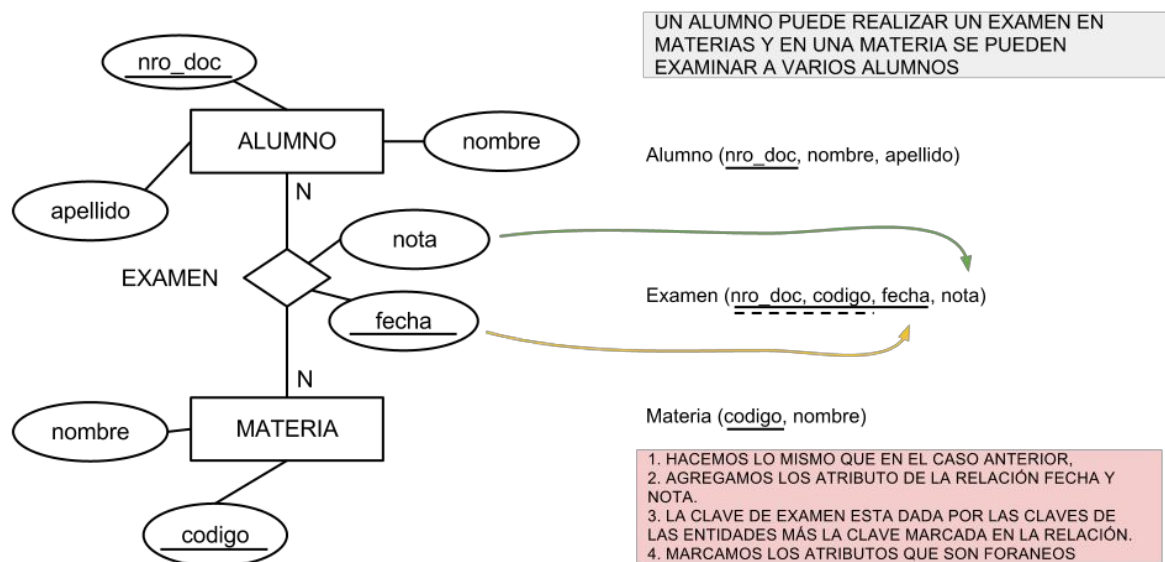 nro_doc
ALUMNO
nombre
apellido
N
nota
EXAMEN
fecha
N
nombre
MATERIA
codigo
UN ALUMNO PUEDE REALIZAR UN EXAMEN EN
MATERIAS Y EN UNA MATERIA SE PUEDEN
EXAMINAR A VARIOS ALUMNOS
Alumno (nro_doc, nombre, apellido)
Examen (nro_doc, codigo, fecha, nota)
Materia (codigo, nombre)
1. HACEMOS LO MISMO QUE EN EL CASO ANTERIOR,
2. AGREGAMOS LOS ATRIBUTO DE LA RELACIÓN FECHA Y
NOTA.
3. LA CLAVE DE EXAMEN ESTA DADA POR LAS CLAVES DE
LAS ENTIDADES MÁS LA CLAVE MARCADA EN LA RELACIÓN.
4. MARCAMOS LOS ATRIBUTOS QUE SON FORANEOS